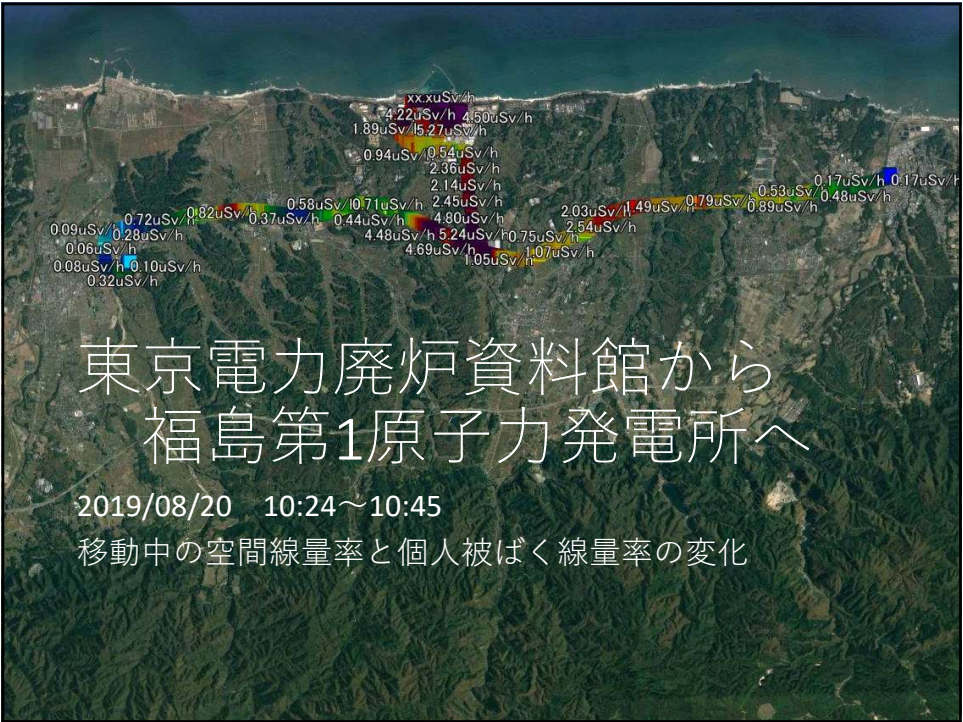 xx.xuSv/h
4.22uSv/h 4.50uSv/h
1.89uSv/h 5.27uSv/h
0.94uSv/h 0.54uSv/h
2.36uSv/h
2.14uSv/h
0.17uSv/h 0.17uSv/h
0.53uSv/h 0.48uSv/h
0.58uSv/h 0.71uSv/h 2.45uSv/h 0.79uSv/h 0.89uSv/h
0.72uSv/h 0.82uSv/h 0.37uSv/h 0.44uSv/h 4.80uSv/h 2.03uSv/h 1.49uSv/h
0.09uSv/h 0.28uSv/h 4.48uSv/h 5.24uSv/h 0.75uSv/h 2.54uSv/h
0.06uSv/h 4.69uSv/h 1.05uSv/h 1.07uSv/h
0.08uSv/h 0.10uSv/h
0.32uSv/h
東京電力廃炉資料館から
福島第1原子力発電所へ
2019/08/20 10:24～10:45
移動中の空間線量率と個人被ばく線量率の変化